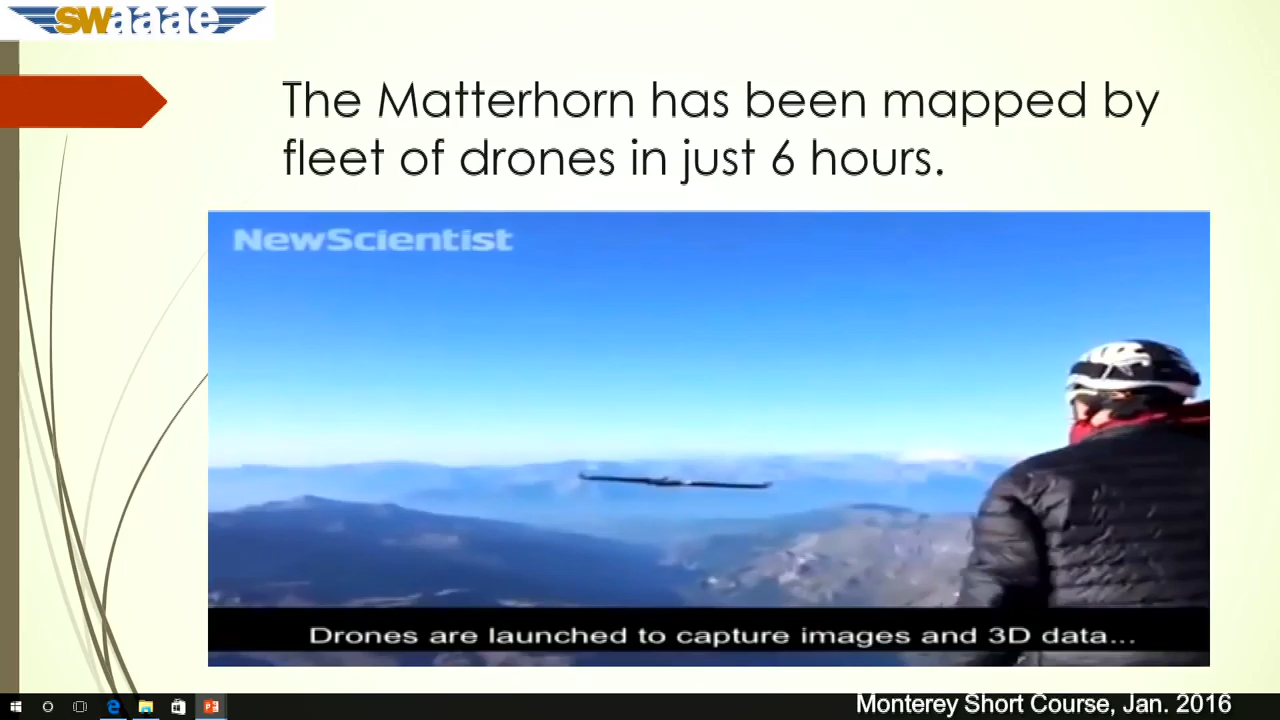 swaaae
The Matterhorn has been mapped by
fleet of drones in just 6 hours.
NewScientist
Drones are launched to capture images and 3D data...
Monterey Short Course, Jan. 2016